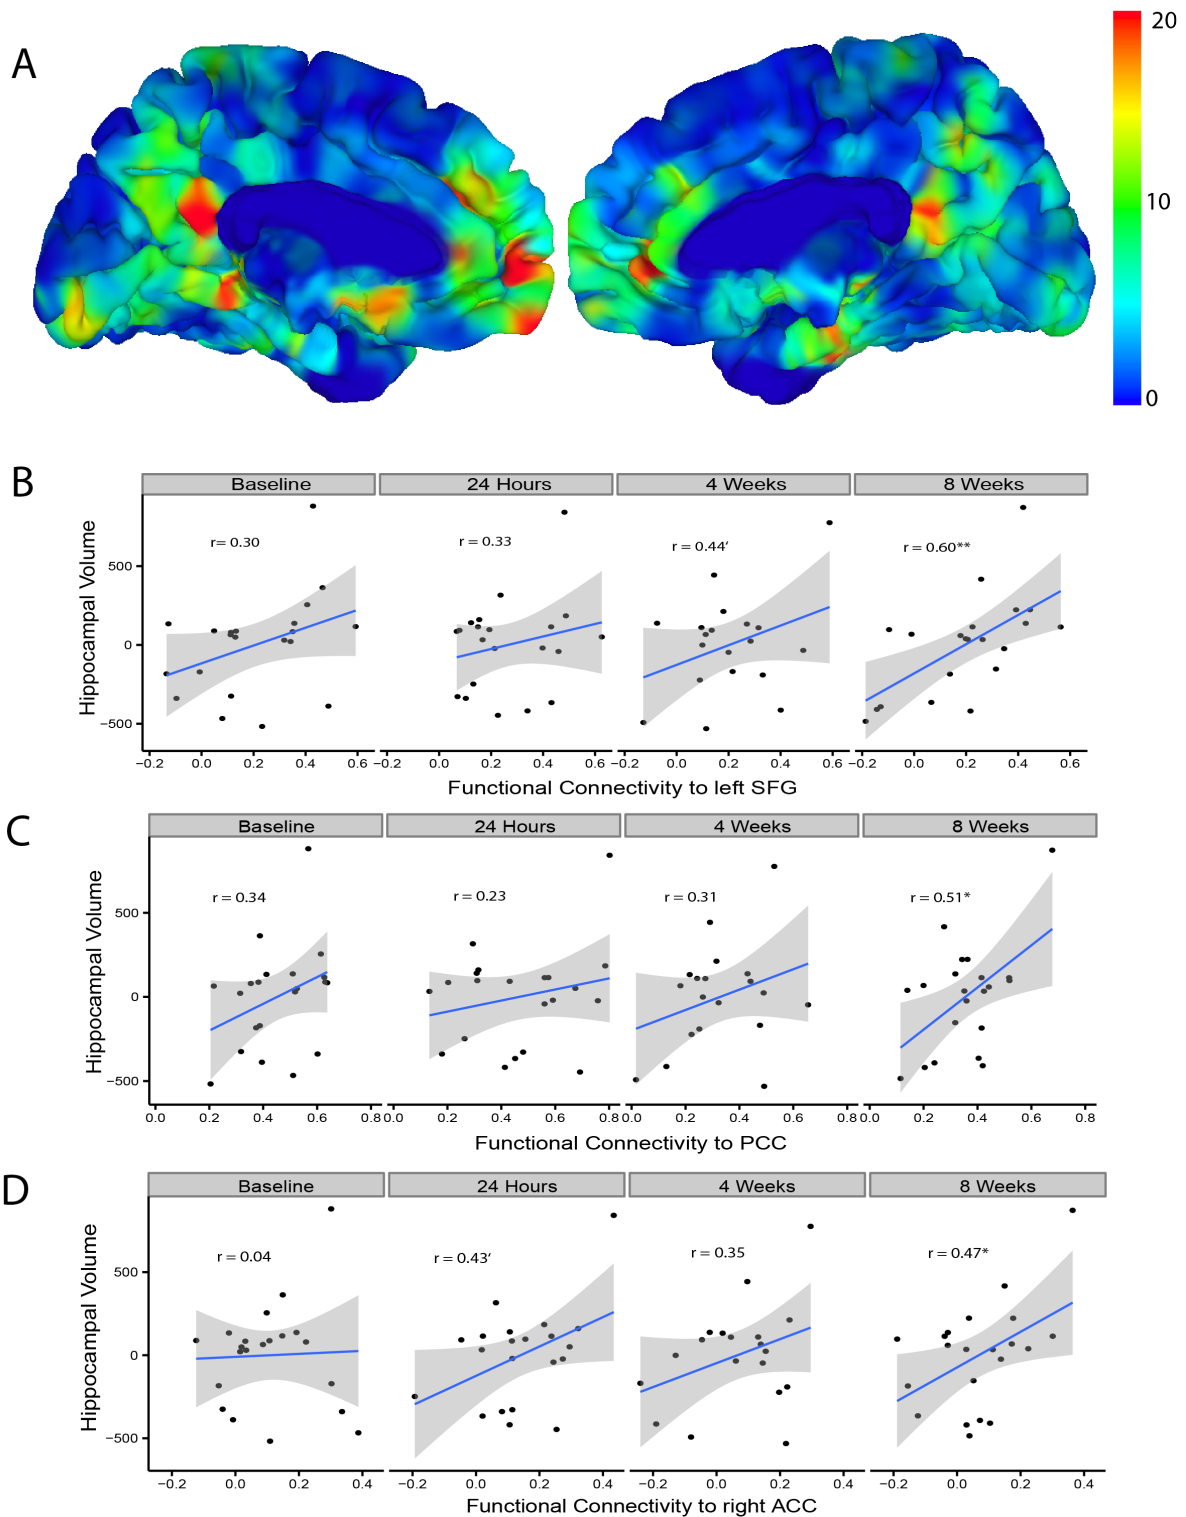 A
20
10
0
B
Baseline 24 Hours 4 Weeks 8 Weeks
Hippocampal Volume
500
0
−500
r= 0.30 r = 0.33 r = 0.44′ r = 0.60**
−0.2 0.0 0.2 0.4 0.6 −0.2 0.0 0.2 0.4 0.6 −0.2 0.0 0.2 0.4 0.6 −0.2 0.0 0.2 0.4 0.6
Functional Connectivity to left SFG
C
Baseline 24 Hours 4 Weeks 8 Weeks
Hippocampal Volume
500
0
−500
r = 0.34 r = 0.23 r = 0.31 r = 0.51*
0.0 0.2 0.4 0.6 0.8 0.0 0.2 0.4 0.6 0.8 0.0 0.2 0.4 0.6 0.8 0.0 0.2 0.4 0.6 0.8
Functional Connectivity to PCC
D
Baseline 24 Hours 4 Weeks 8 Weeks
Hippocampal Volume
500
0
−500
r = 0.04 r = 0.43′ r = 0.35 r = 0.47*
−0.2 0.0 0.2 0.4 −0.2 0.0 0.2 0.4 −0.2 0.0 0.2 0.4 −0.2 0.0 0.2 0.4
Functional Connectivity to right ACC